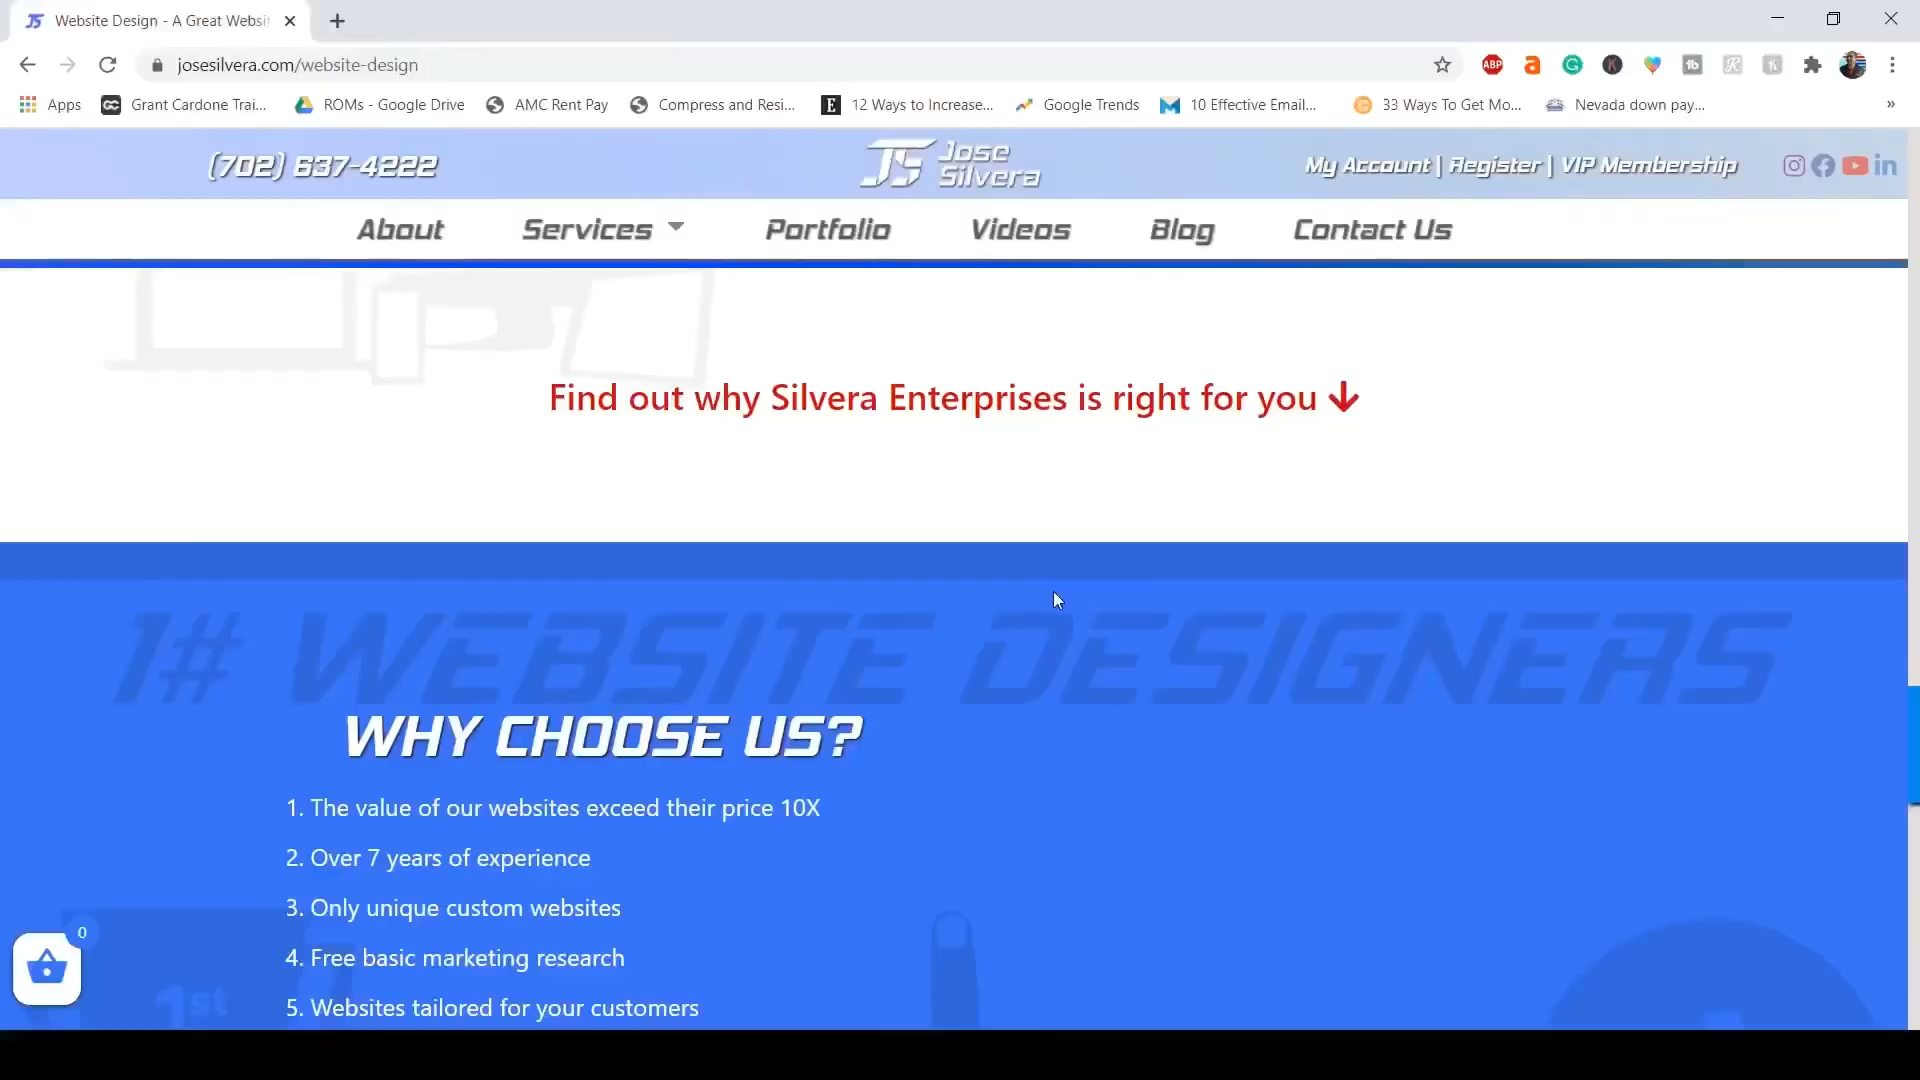 Website Design - A Great Websi
josesilvera.com/website-design
ABP
Apps
Grant Cardone Trai...
ROMs - Google Drive
AMC Rent Pay
Compress and Resi...
12 Ways to Increase...
Google Trends
10 Effective Email...
33 Ways To Get Mo...
Nevada down pay...
»
(702) 637-4222
JS Jose
Silvera
My Account | Register | VIP Membership
About
Services
Portfolio
Videos
Blog
Contact Us
Find out why Silvera Enterprises is right for you
1# WEBSITE DESIGNERS
WHY CHOOSE US?
1. The value of our websites exceed their price 10X
2. Over 7 years of experience
3. Only unique custom websites
4. Free basic marketing research
0
5. Websites tailored for your customers
1st